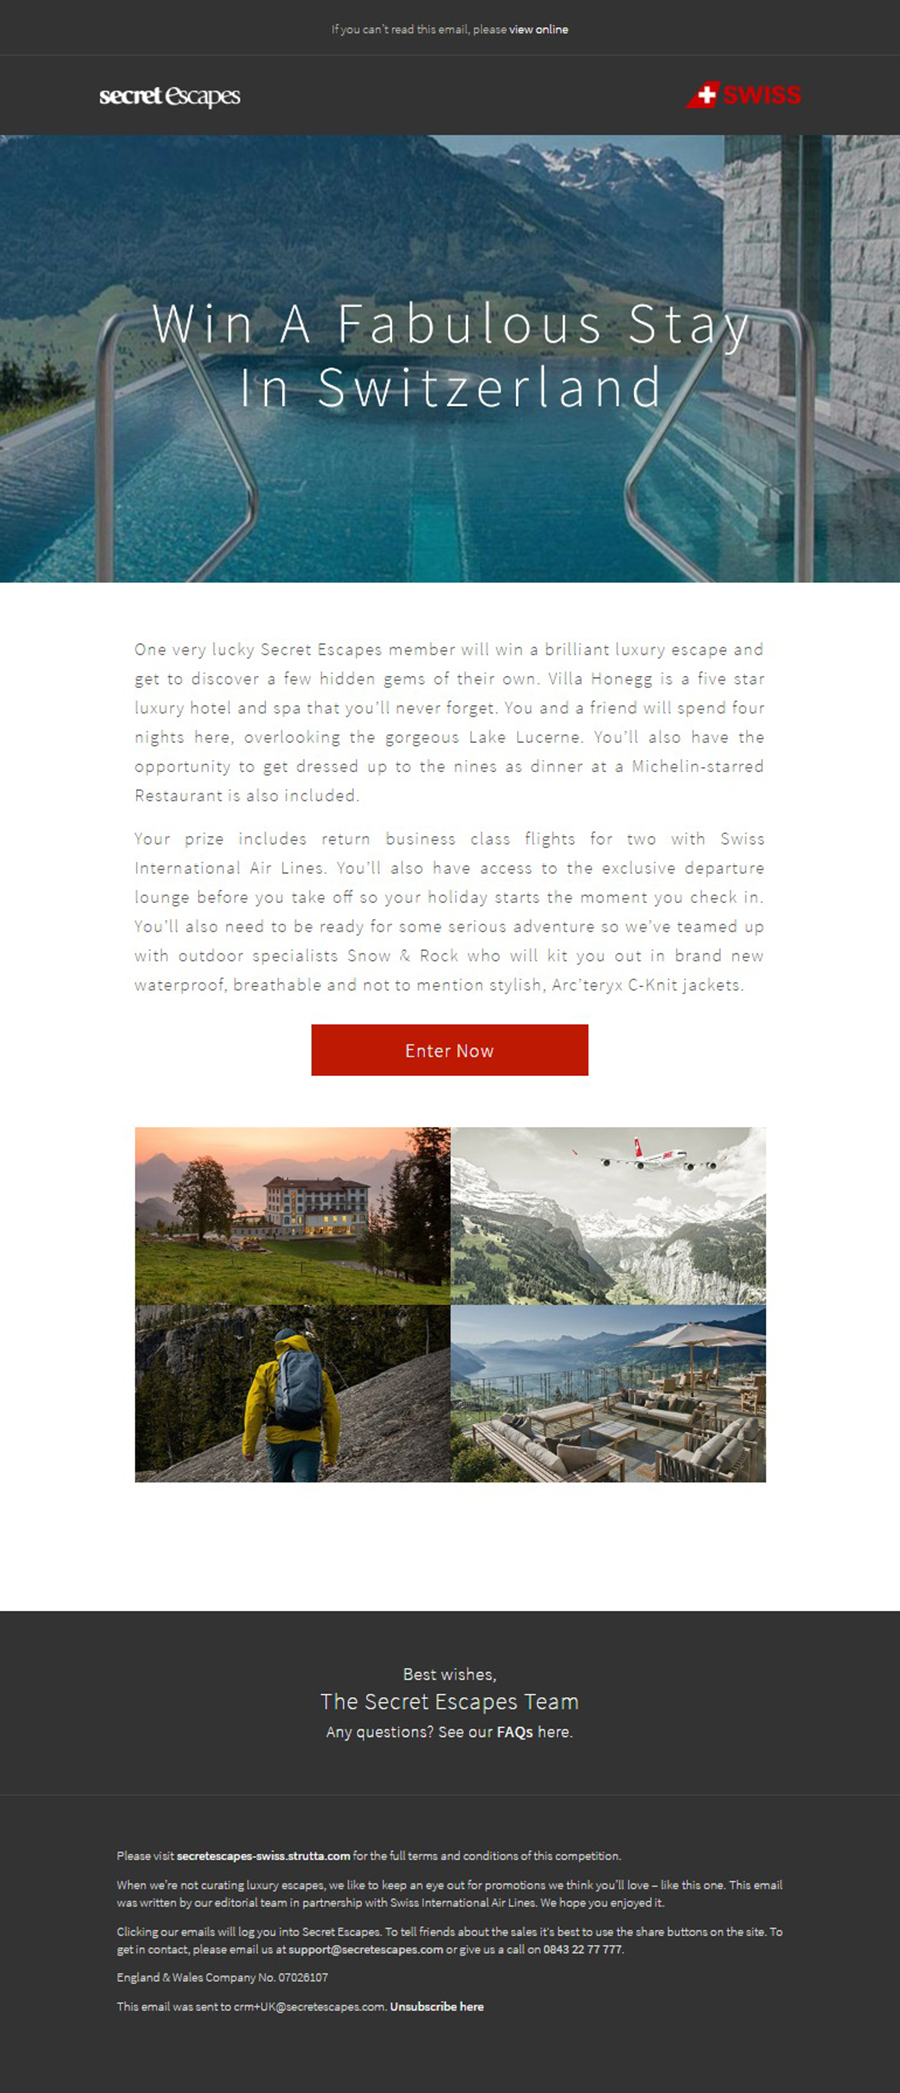 If you can't read this email, please view online
secret escapes
SWISS
Win A Fabulous Stay
In Switzerland
One very lucky Secret Escapes member will win a brilliant luxury escape and
get to discover a few hidden gems of their own. Villa Honegg is a five star
luxury hotel and spa that you'll never forget. You and a friend will spend four
nights here, overlooking the gorgeous Lake Lucerne. You'll also have the
opportunity to get dressed up to the nines as dinner at a Michelin-starred
Restaurant is also included.
Your prize includes return business class flights for two with Swiss
International Air Lines. You'll also have access to the exclusive departure
lounge before you take off so your holiday starts the moment you check in.
You'll also need to be ready for some serious adventure so we've teamed up
with outdoor specialists Snow & Rock who will kit you out in brand new
waterproof, breathable and not to mention stylish, Arc'teryx C-Knit jackets.
Enter Now
Best wishes,
The Secret Escapes Team
Any questions? See our FAQs here.
Please visit secretescapes-swiss.strutta.com for the full terms and conditions of this competition.
When we're not curating luxury escapes, we like to keep an eye out for promotions we think you'll love – like this one. This email
was written by our editorial team in partnership with Swiss International Air Lines. We hope you enjoyed it.
Clicking our emails will log you into Secret Escapes. To tell friends about the sales it's best to use the share buttons on the site. To
get in contact, please email us at support@secretescapes.com or give us a call on 0843 22 77 777.
England & Wales Company No. 07026107
This email was sent to crm+UK@secretescapes.com. Unsubscribe here